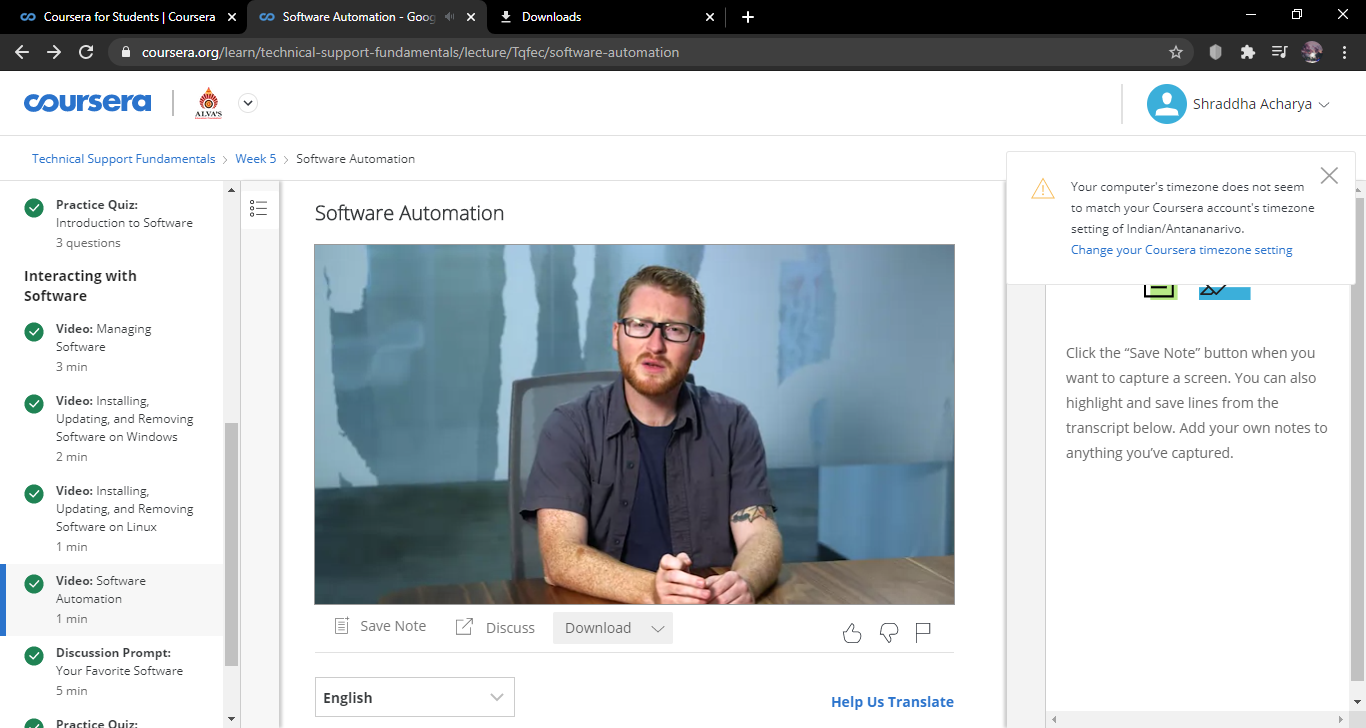 Coursera for Students | Coursera
Software Automation - Goog
Downloads
coursera.org/learn/technical-support-fundamentals/lecture/Tqfec/software-automation
coursera
ALVA'S
Shraddha Acharya
Technical Support Fundamentals
Week 5
Software Automation
Your computer's timezone does not seem
to match your Coursera account's timezone
setting of Indian/Antananarivo.
Change your Coursera timezone setting
Practice Quiz:
Introduction to Software
3 questions
Interacting with
Software
Video: Managing
Software
3 min
Video: Installing,
Updating, and Removing
Software on Windows
2 min
Video: Installing,
Updating, and Removing
Software on Linux
1 min
Video: Software
Automation
1 min
Discussion Prompt:
Your Favorite Software
5 min
Practice Quiz:
Software Automation
Save Note
Discuss
Download
English
Help Us Translate
Click the “Save Note” button when you
want to capture a screen. You can also
highlight and save lines from the
transcript below. Add your own notes to
anything you’ve captured.